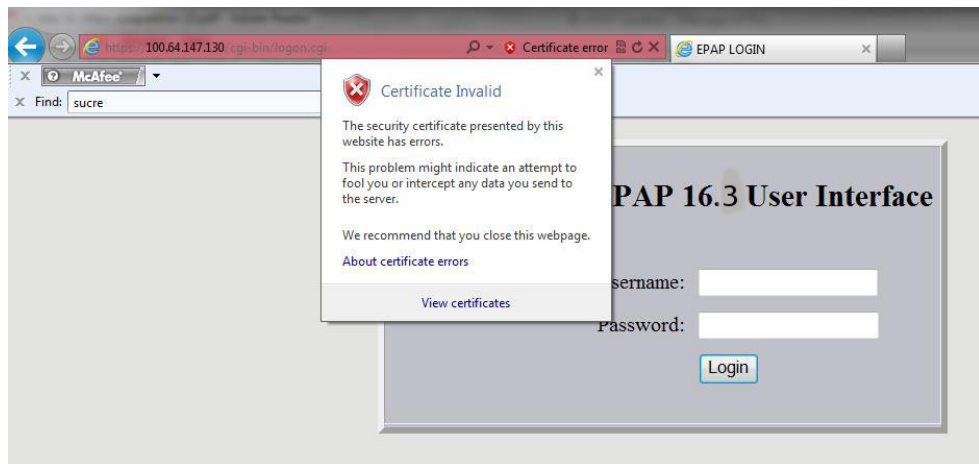 https://100.64.147.130/cgi-bin/logon.cgi
Certificate error
EPAP LOGIN
McAfee
Find: sucre
Certificate Invalid
The security certificate presented by this
website has errors.
This problem might indicate an attempt to
fool you or intercept any data you send to
the server.
We recommend that you close this webpage.
About certificate errors
View certificates
PAP 16.3 User Interface
sername:
Password:
Login